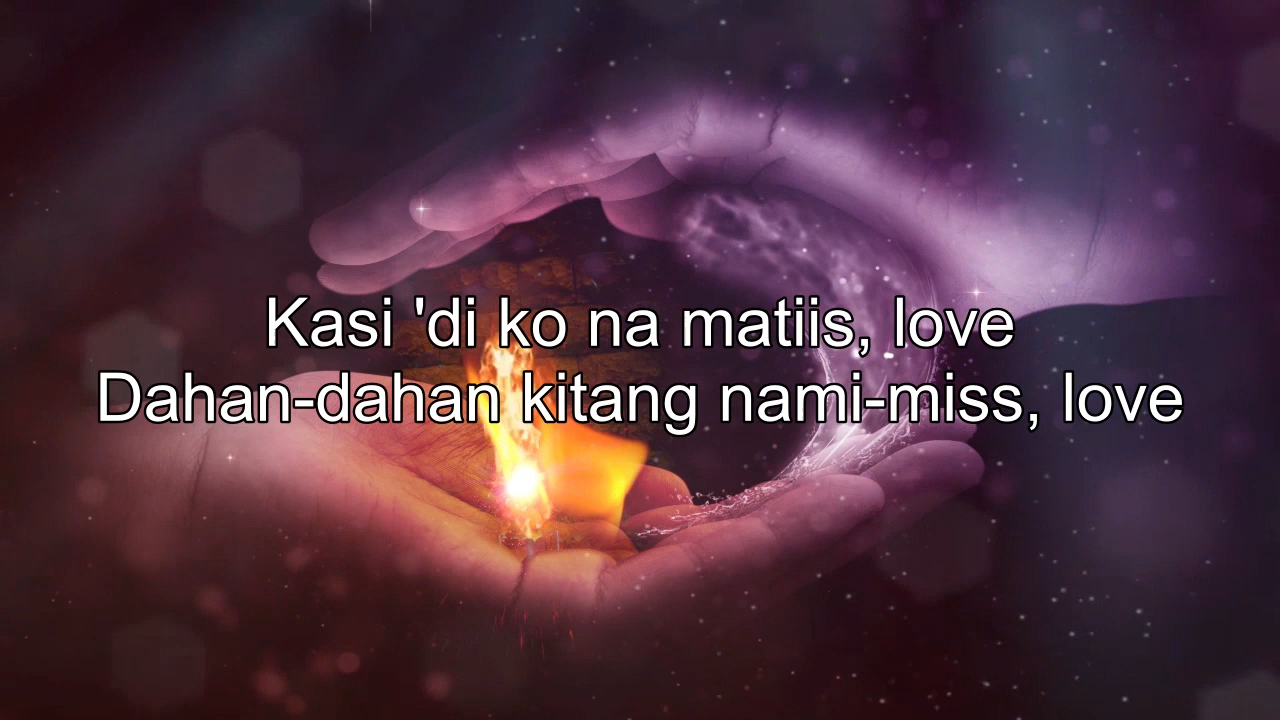 Kasi 'di ko na matiis, love
Dahan-dahan kitang nami-miss, love